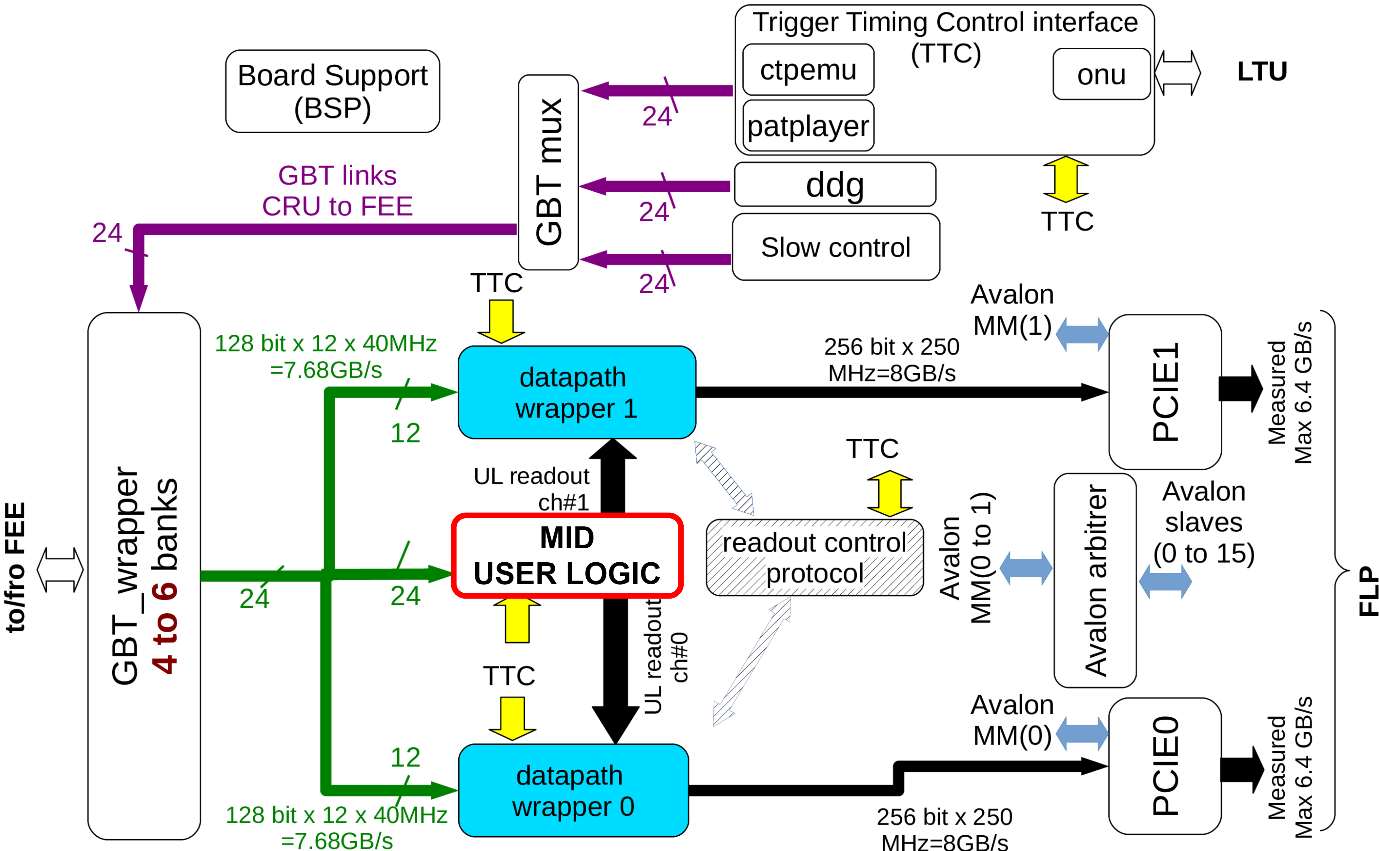 Trigger Timing Control interface
(TTC)
ctpemu
onu
patplayer
LTU
Board Support
(BSP)
GBT mux
24
ddg
24
Slow control
24
TTC
GBT links
CRU to FEE
24
TTC
128 bit x 12 x 40MHz
=7.68GB/s
12
datapath
wrapper 1
256 bit x 250
MHz=8GB/s
Avalon
MM(1)
PCIE1
Measured
Max 6.4 GB/s
to/fro FEE
GBT_wrapper
4 to 6 banks
24
24
UL readout
ch#1
MID
USER LOGIC
UL readout
ch#0
TTC
readout control
protocol
Avalon
MM(0 to 1)
Avalon arbitrer
Avalon
slaves
(0 to 15)
FLP
TTC
12
128 bit x 12 x 40MHz
=7.68GB/s
datapath
wrapper 0
256 bit x 250
MHz=8GB/s
Avalon
MM(0)
PCIE0
Measured
Max 6.4 GB/s